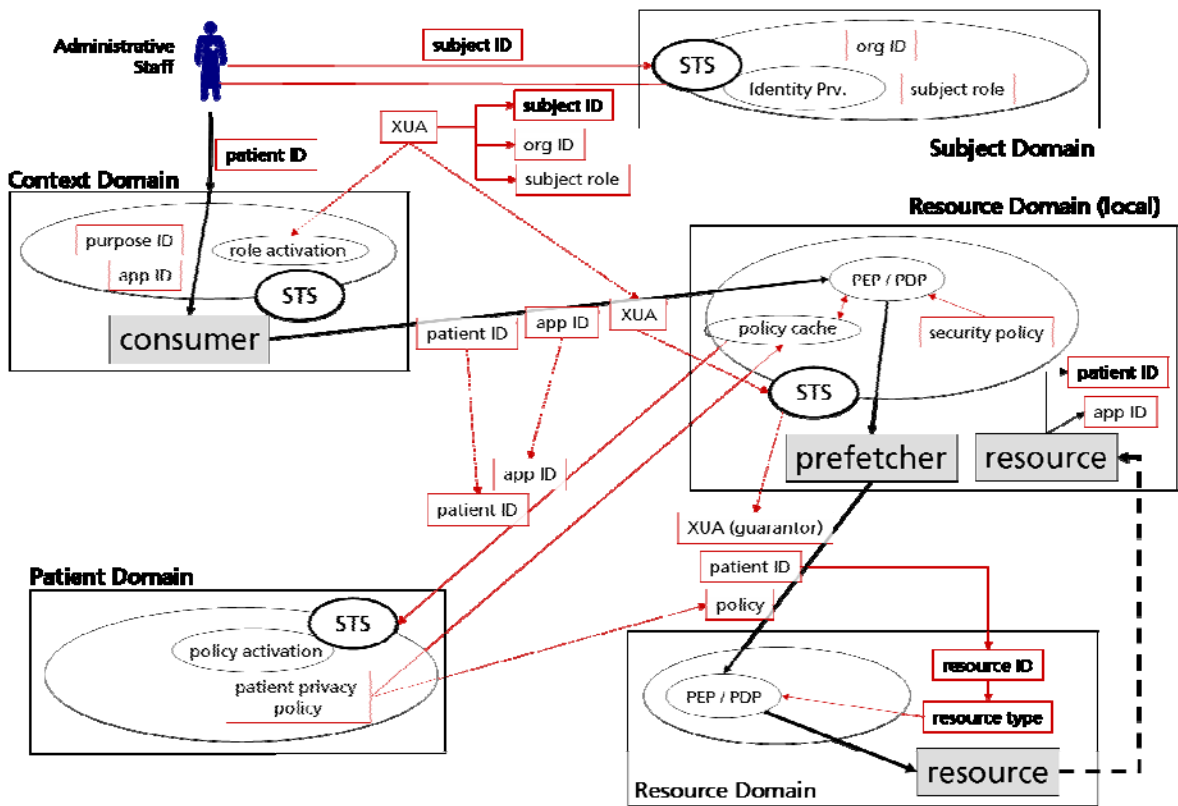 Administrative
Staff
subject ID
STS
org ID
Identity Prv.
subject role
Subject Domain
XUA
subject ID
org ID
subject role
patient ID
Context Domain
purpose ID
app ID
role activation
STS
consumer
Resource Domain (local)
PEP / PDP
policy cache
security policy
STS
patient ID
app ID
prefetcher
resource
patient ID
app ID
XUA
app ID
patient ID
XUA (guarantor)
patient ID
policy
Patient Domain
STS
policy activation
patient privacy
policy
resource ID
PEP / PDP
resource type
resource
Resource Domain